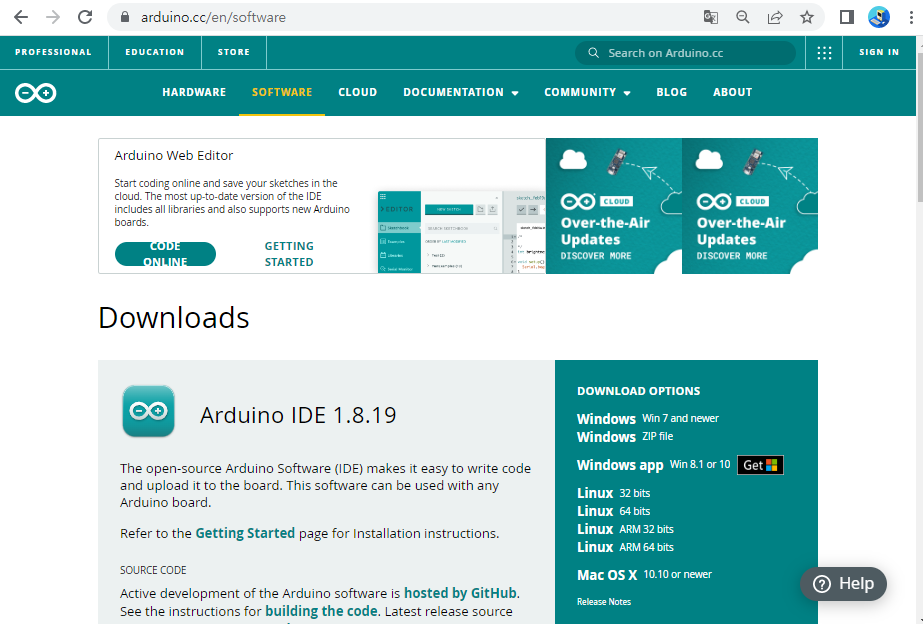 arduino.cc/en/software
PROFESSIONAL
EDUCATION
STORE
Search on Arduino.cc
SIGN IN
HARDWARE
SOFTWARE
CLOUD
DOCUMENTATION
COMMUNITY
BLOG
ABOUT
Arduino Web Editor
Start coding online and save your sketches in the
cloud. The most up-to-date version of the IDE
includes all libraries and also supports new Arduino
boards.
CODE
ONLINE
GETTING
STARTED
EDITOR
CLOUD
Over-the-Air
Updates
DISCOVER MORE
CLOUD
Over-the-Air
Updates
DISCOVER MORE
Downloads
Arduino IDE 1.8.19
The open-source Arduino Software (IDE) makes it easy to write code
and upload it to the board. This software can be used with any
Arduino board.
Refer to the Getting Started page for Installation instructions.
SOURCE CODE
Active development of the Arduino software is hosted by GitHub.
See the instructions for building the code. Latest release source
DOWNLOAD OPTIONS
Windows Win 7 and newer
Windows ZIP file
Windows app Win 8.1 or 10 Get
Linux 32 bits
Linux 64 bits
Linux ARM 32 bits
Linux ARM 64 bits
Mac OS X 10.10 or newer
Release Notes
Help